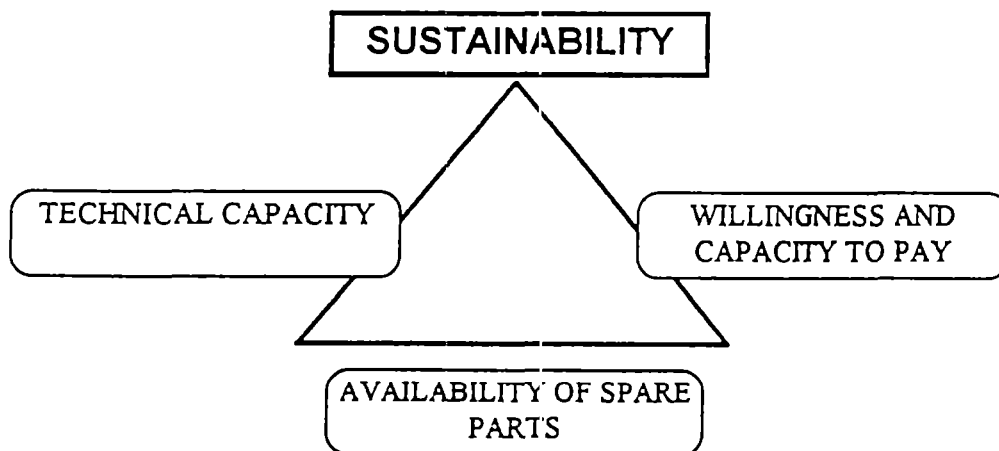 SUSTAINABILITY
TECHNICAL CAPACITY
WILLINGNESS AND
CAPACITY TO PAY
AVAILABILITY OF SPARE
PARTS